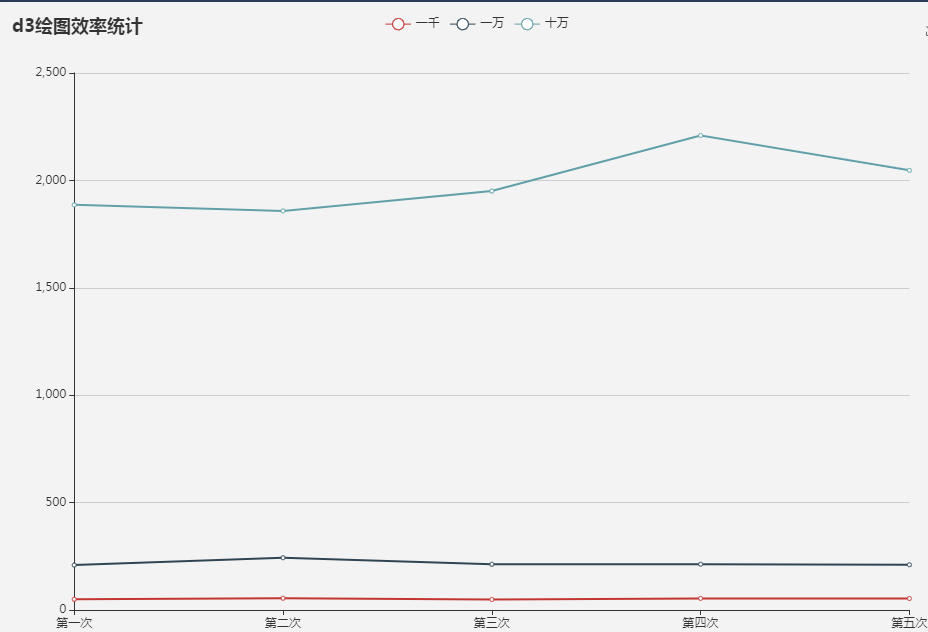 d3绘图效率统计
一千 一万 十万
2,500
2,000
1,500
1,000
500
0
第一次 第二次 第三次 第四次 第五次